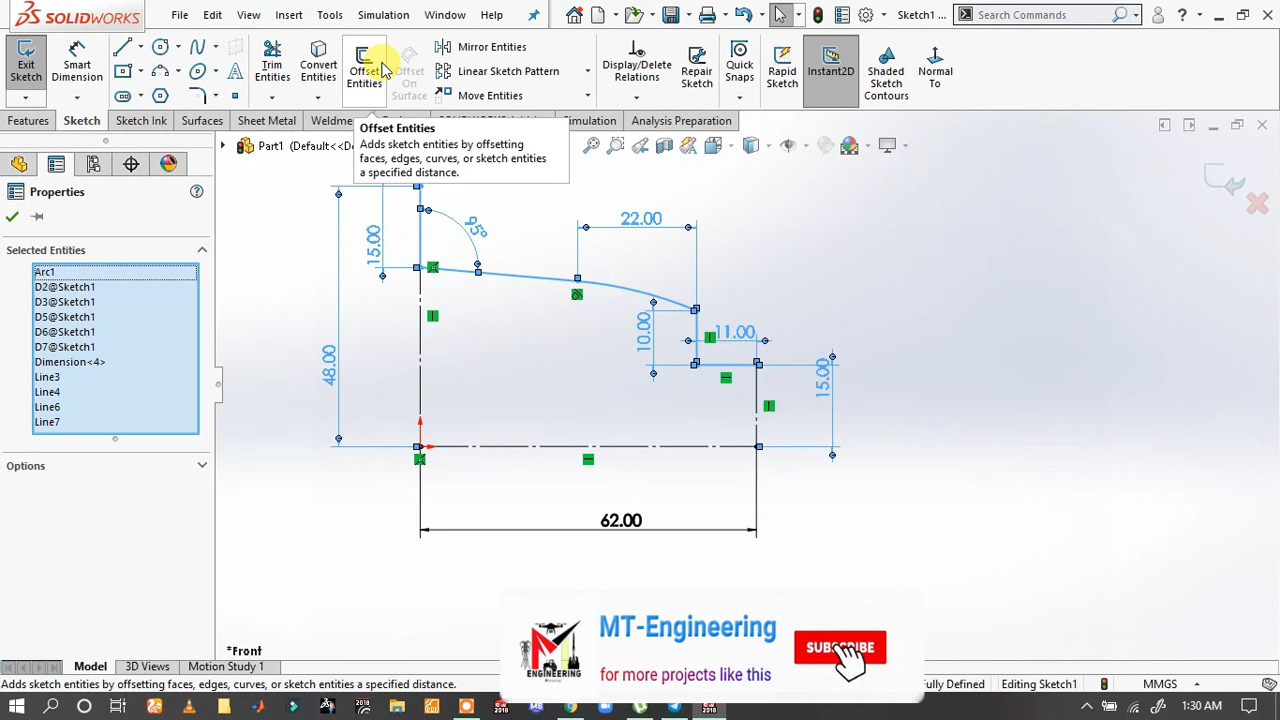 SOLIDWORKS
File Edit View Insert Tools Simulation Window Help
Sketch1 ...
Search Commands
Exit Sketch
Smart Dimension
Trim Entities
Convert Entities
Offset Entities
Offset On Surface
Mirror Entities
Linear Sketch Pattern
Move Entities
Display/Delete Relations
Repair Sketch
Quick Snaps
Rapid Sketch
Instant2D
Shaded Sketch Contours
Normal To
Features Sketch Sketch Ink Surfaces Sheet Metal Simulation Analysis Preparation
Offset Entities
Adds sketch entities by offsetting
faces, edges, curves, or sketch entities
a specified distance.
Part1 (Default<<De
Properties
Selected Entities
Arc1
D2@Sketch1
D3@Sketch1
D5@Sketch1
D6@Sketch1
D7@Sketch1
Dimension<4>
Line3
Line4
Line6
Line7
Options
15.00
95°
22.00
10.00
11.00
48.00
15.00
62.00
*Front
MT-Engineering
for more projects like this
SUBSCRIBE
ENGINEERING
Model 3D Views Motion Study 1
Adds sketch entities by offsetting faces, edges, curves, or sketch entities a specified distance.
Editing Sketch1
MMGS
1:30 AM